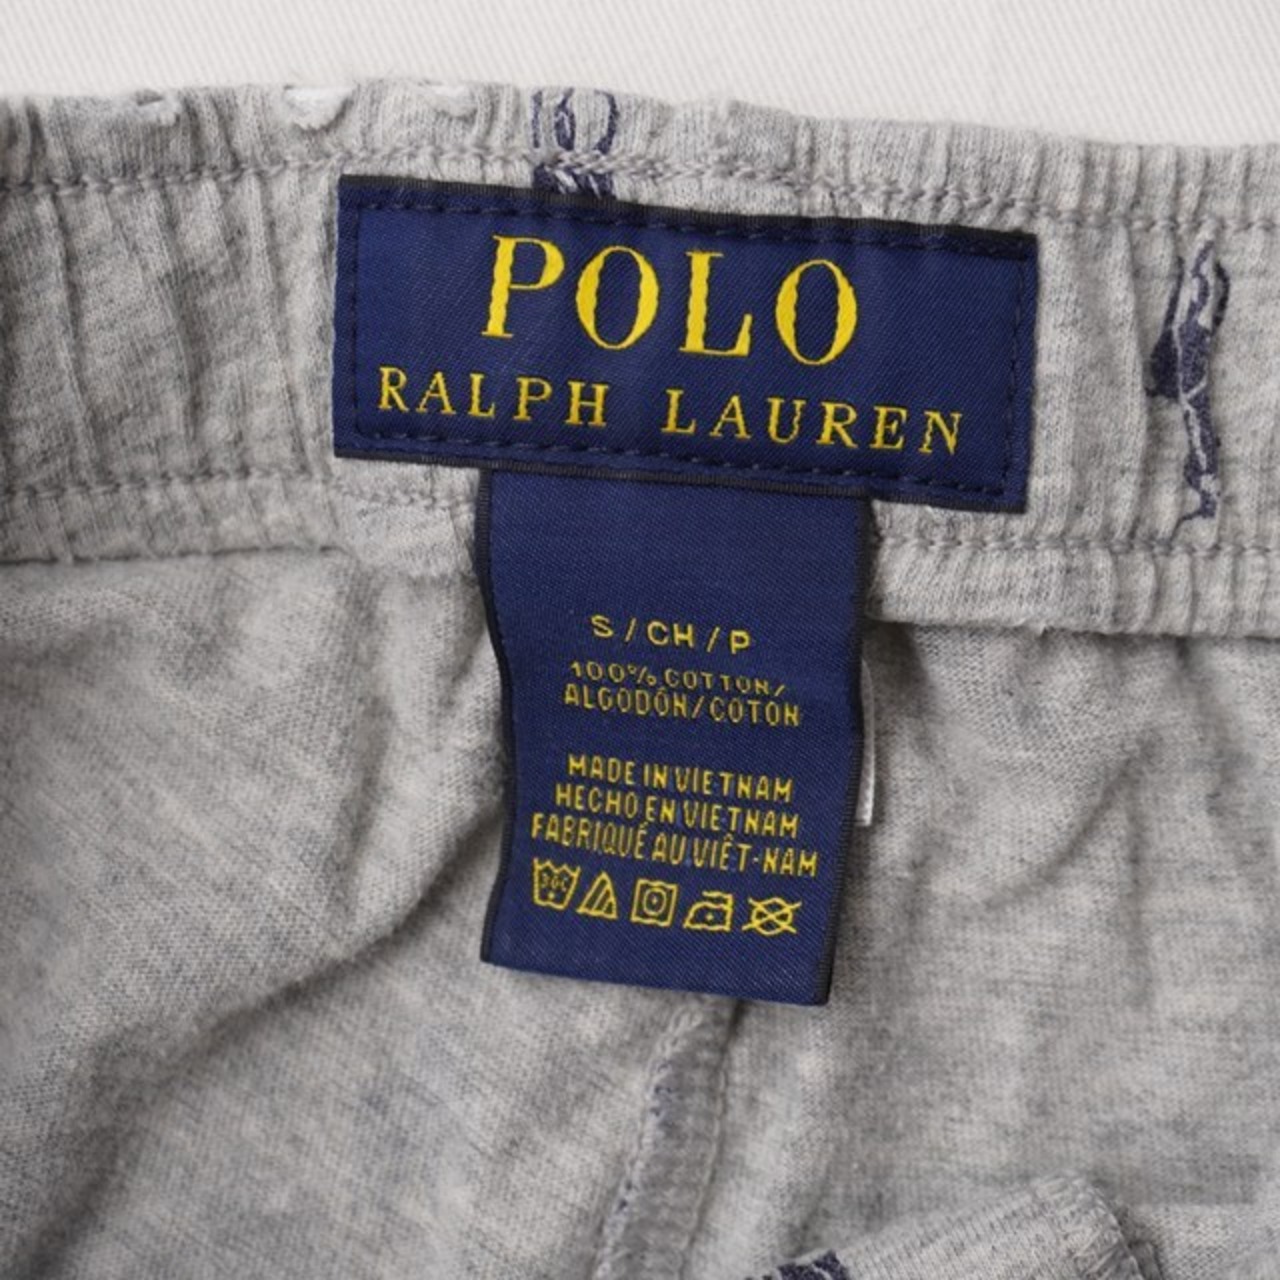 POLO
RALPH LAUREN
S / CH / P
100% COTTON/
ALGODÓN/COTON
MADE IN VIETNAM
HECHO EN VIETNAM
FABRIQUÉ AU VIÊT-NAM